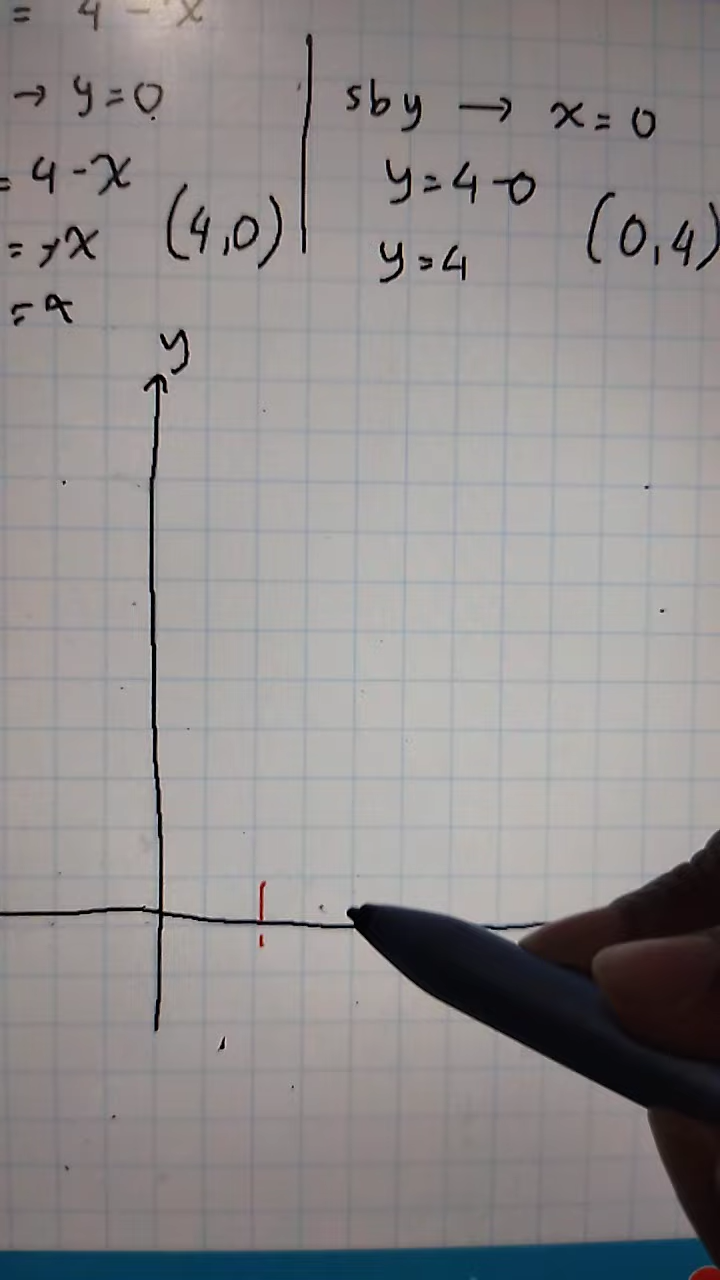 = 4 - x
→ y = 0
= 4 - x
(4,0)
sby → x = 0
y = 4 - 0
y = 4
(0,4)
y